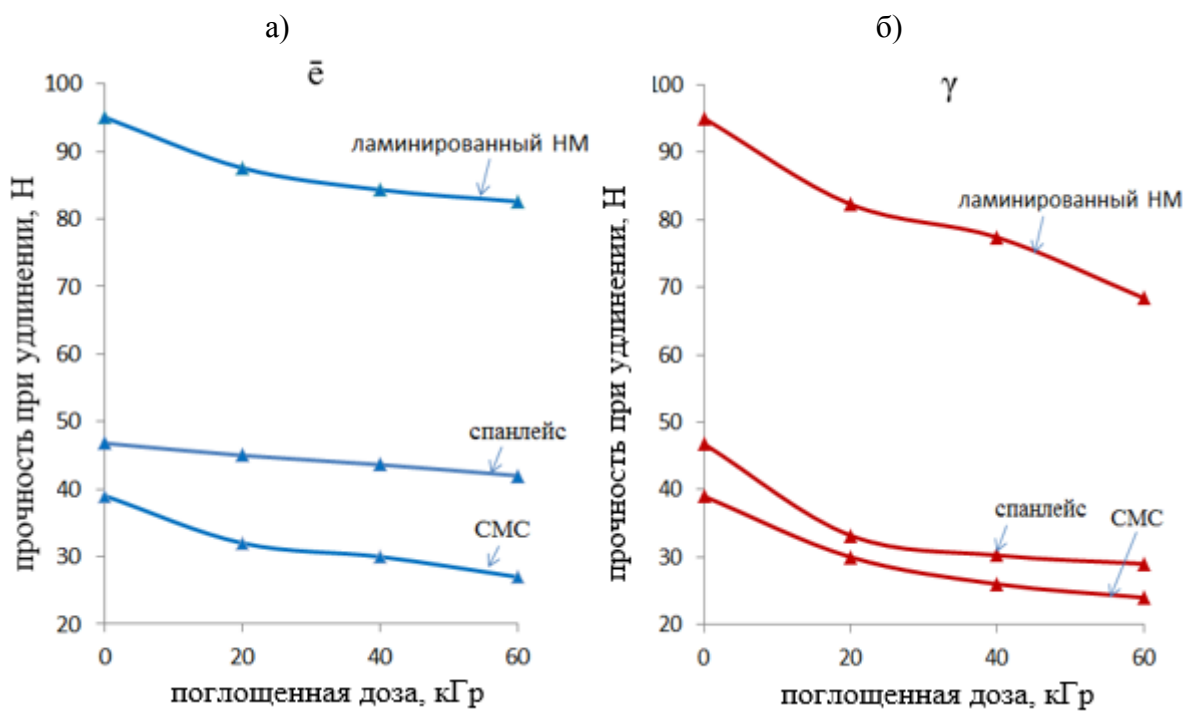 а)
ē
100
90
80
70
60
50
40
30
20
0
20
40
60
прочность при удлинении, Н
поглощенная доза, кГр
ламинированный НМ
спанлейс
СМС
б)
γ
100
90
80
70
60
50
40
30
20
0
20
40
60
прочность при удлинении, Н
поглощенная доза, кГр
ламинированный НМ
спанлейс
СМС